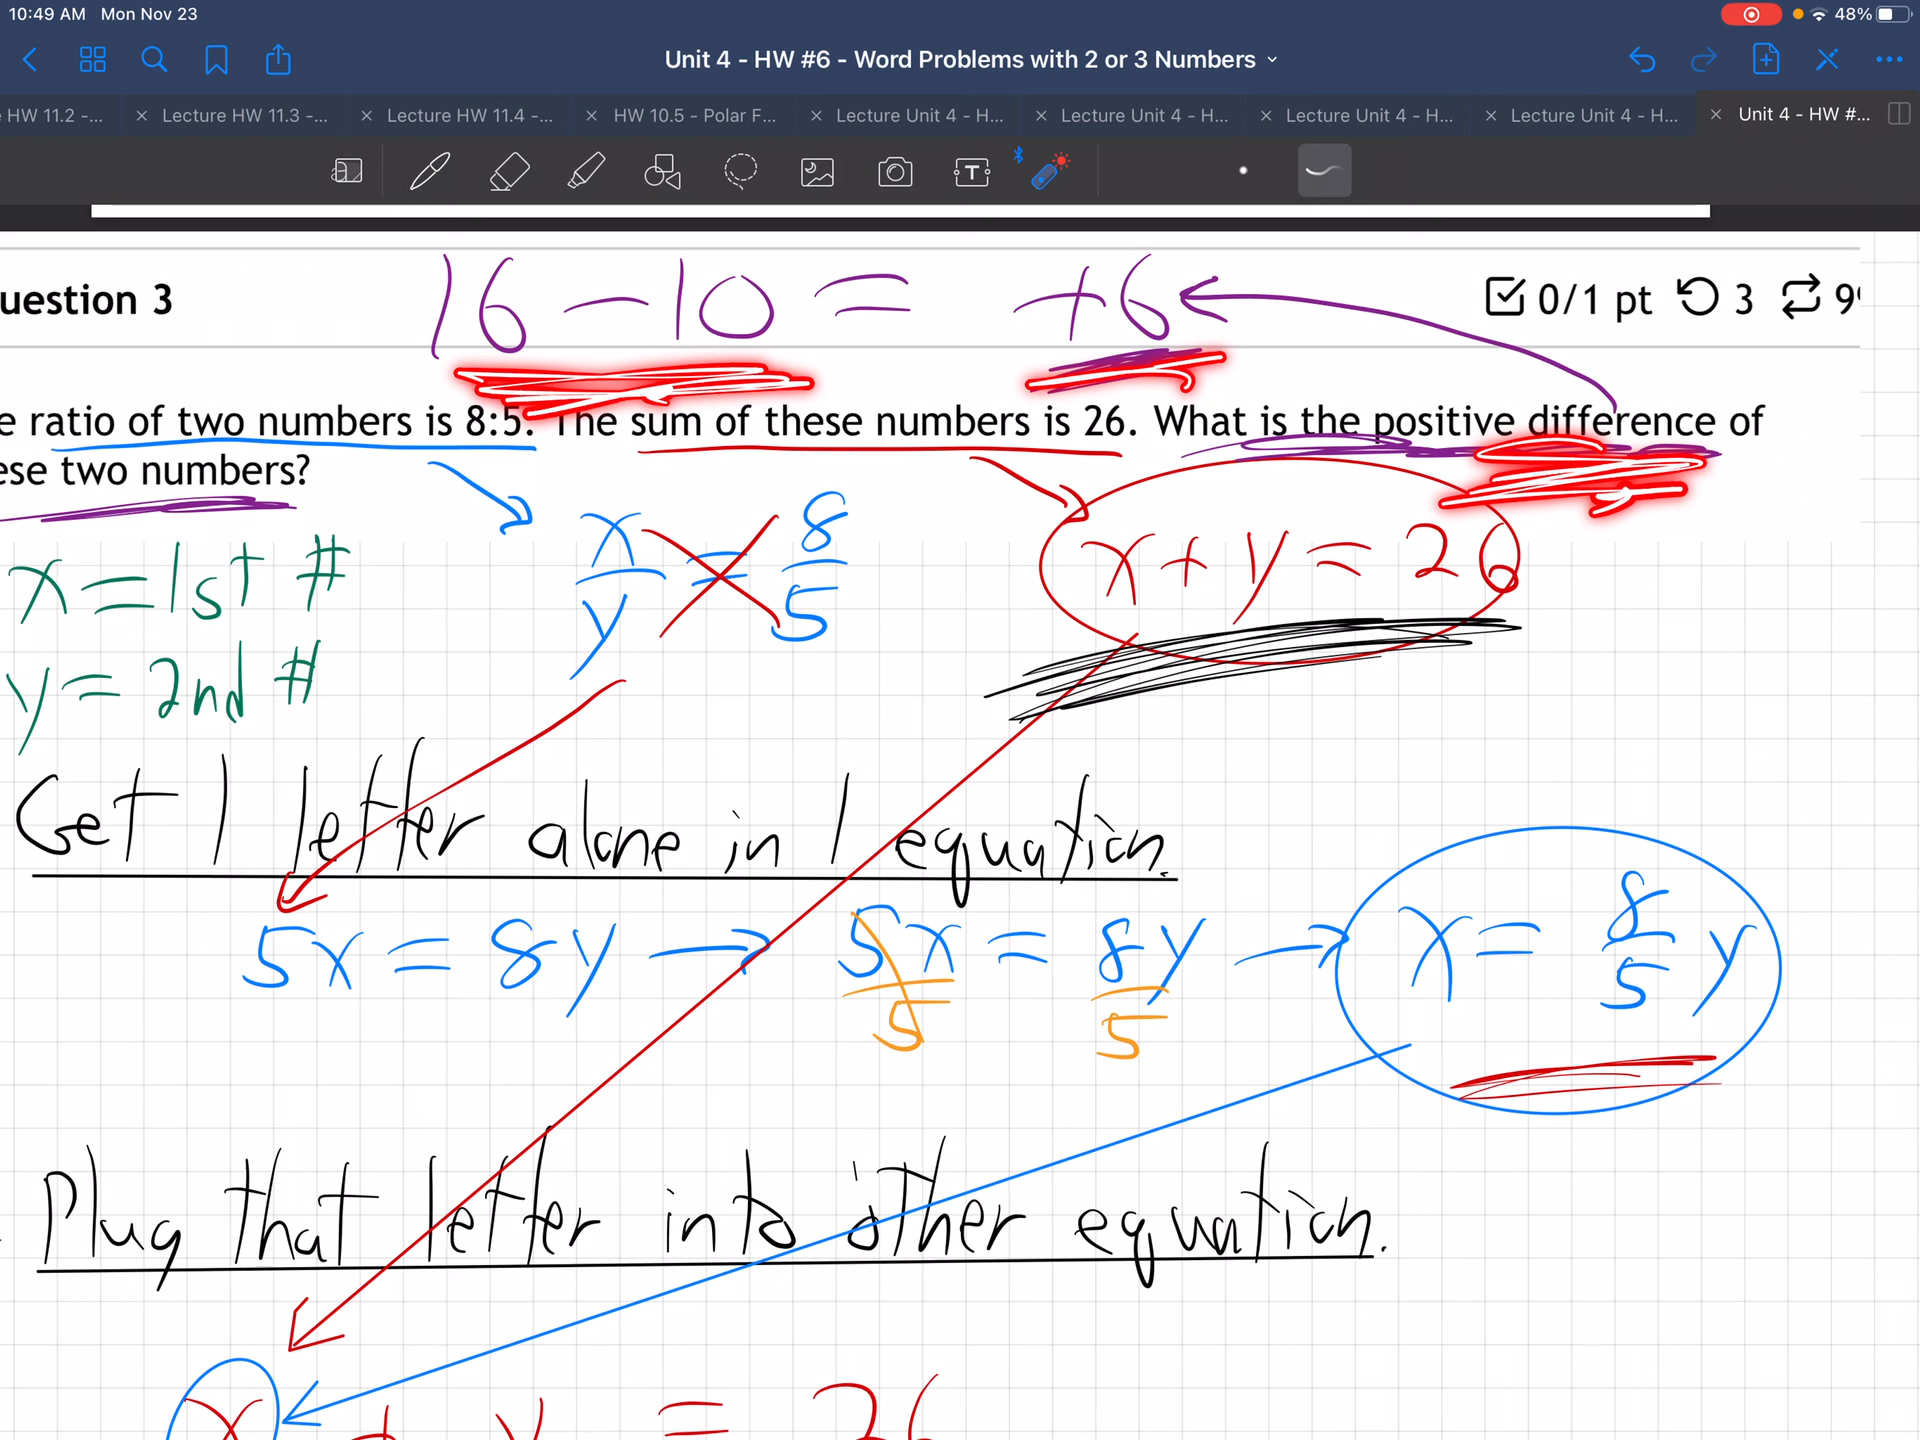 10:49 AM Mon Nov 23
48%
Unit 4 - HW #6 - Word Problems with 2 or 3 Numbers
HW 11.2 -... Lecture HW 11.3 -... Lecture HW 11.4 -... HW 10.5 - Polar F... Lecture Unit 4 - H... Lecture Unit 4 - H... Lecture Unit 4 - H... Lecture Unit 4 - H... Unit 4 - HW #...
uestion 3
16 - 10 = +6
0/1 pt 3 9
e ratio of two numbers is 8:5. The sum of these numbers is 26. What is the positive difference of
ese two numbers?
x = 1st #
y = 2nd #
x/y = 8/5
x + y = 26
Get 1 letter alone in 1 equation.
5x = 8y → 5x/5 = 8y/5 → x = 8/5 y
Plug that letter into other equation.
x + y = 26